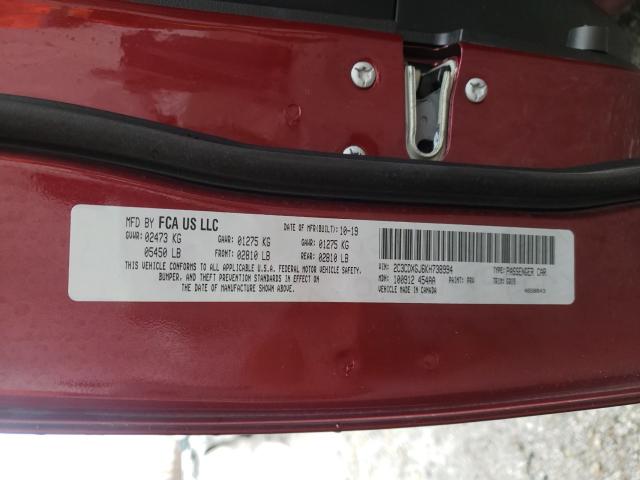 MFD BY FCA US LLC
DATE OF MFR(BUILT): 10-19
GVWR: 02473 KG
GAWR: 01275 KG
GAWR: 01275 KG
05450 LB
FRONT: 02810 LB
REAR: 02810 LB
THIS VEHICLE CONFORMS TO ALL APPLICABLE U.S.A. FEDERAL MOTOR VEHICLE SAFETY,
BUMPER, AND THEFT PREVENTION STANDARDS IN EFFECT ON
THE DATE OF MANUFACTURE SHOWN ABOVE.
VIN: 2C3CDXGJ6KH738994
TYPE: PASSENGER CAR
MDH: 100912 454AA
PAINT: PRV
VEHICLE MADE IN CANADA